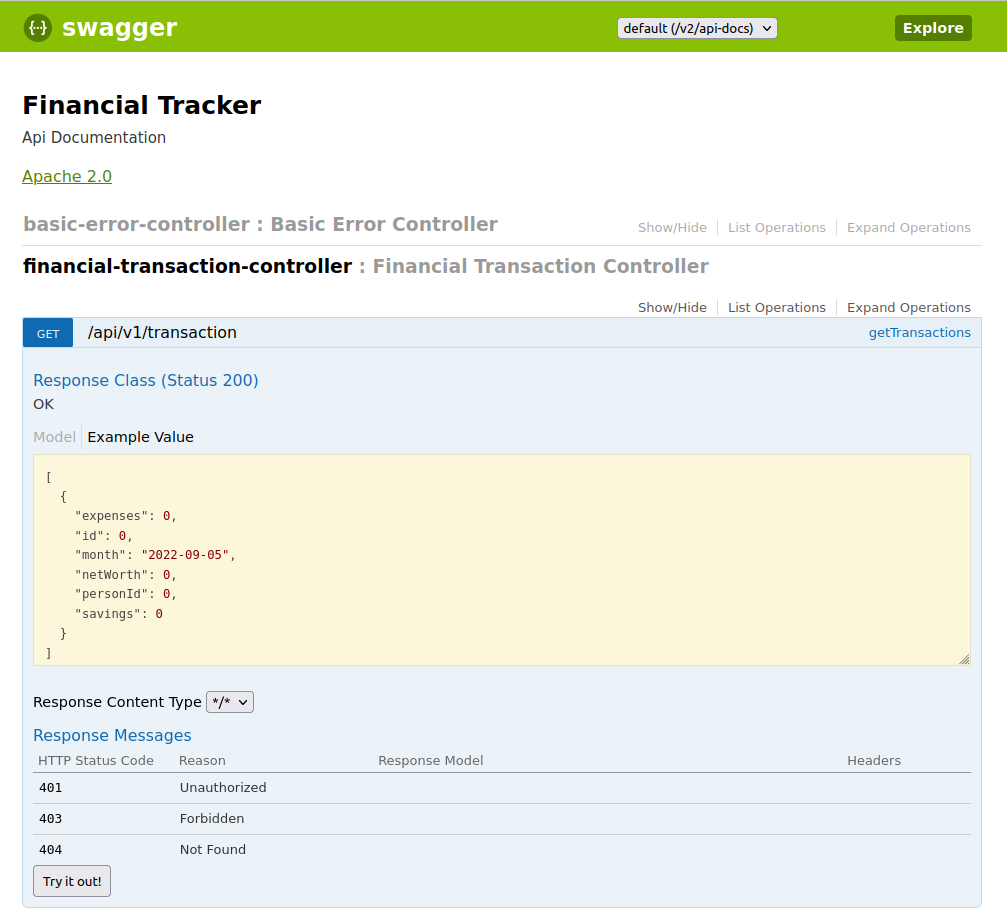 {··} swagger default (/v2/api-docs) Explore
Financial Tracker
Api Documentation
Apache 2.0
basic-error-controller : Basic Error Controller Show/Hide List Operations Expand Operations
financial-transaction-controller : Financial Transaction Controller
Show/Hide List Operations Expand Operations
GET /api/v1/transaction getTransactions
Response Class (Status 200)
OK
Model Example Value
[
{
"expenses": 0,
"id": 0,
"month": "2022-09-05",
"netWorth": 0,
"personId": 0,
"savings": 0
}
]
Response Content Type */*
Response Messages
HTTP Status Code Reason Response Model Headers
401 Unauthorized
403 Forbidden
404 Not Found
Try it out!